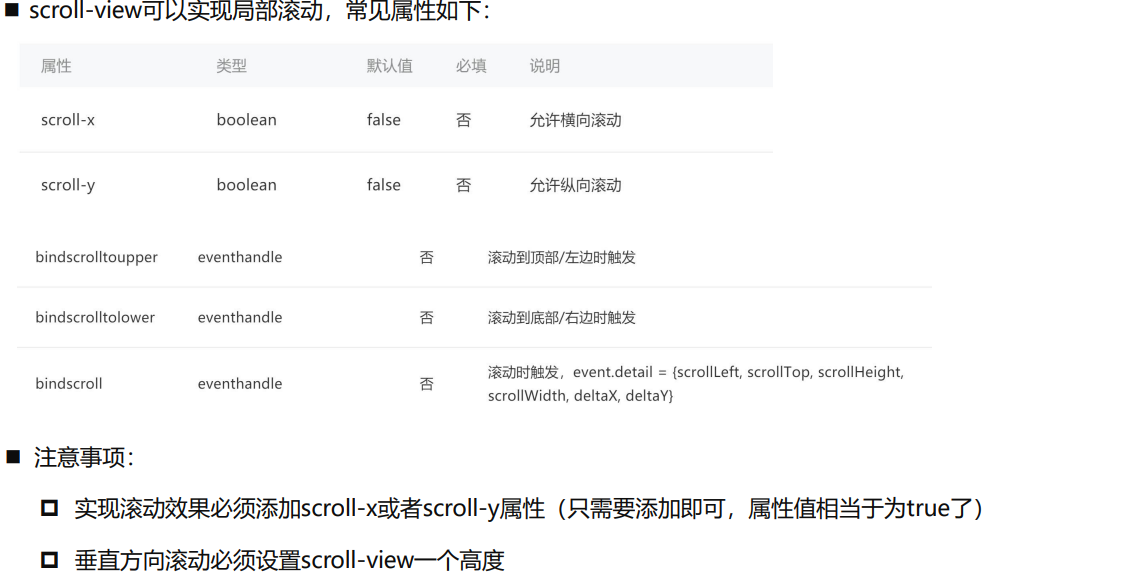 scroll-view可以实现局部滚动，常见属性如下：
属性 类型 默认值 必填 说明
scroll-x boolean false 否 允许横向滚动
scroll-y boolean false 否 允许纵向滚动
bindscrolltoupper eventhandle 否 滚动到顶部/左边时触发
bindscrolltolower eventhandle 否 滚动到底部/右边时触发
bindscroll eventhandle 否 滚动时触发，event.detail = {scrollLeft, scrollTop, scrollHeight,
scrollWidth, deltaX, deltaY}
注意事项：
实现滚动效果必须添加scroll-x或者scroll-y属性（只需要添加即可，属性值相当于为true了）
垂直方向滚动必须设置scroll-view一个高度